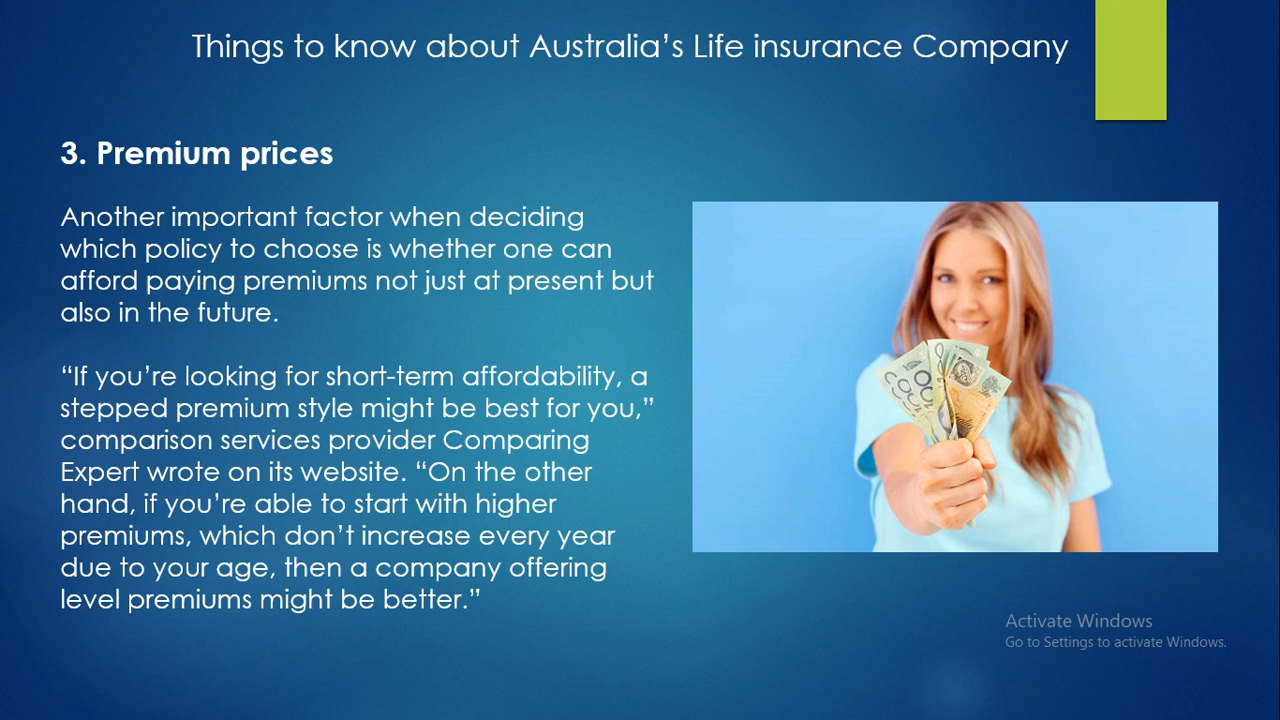 Things to know about Australia’s Life insurance Company
3. Premium prices
Another important factor when deciding
which policy to choose is whether one can
afford paying premiums not just at present but
also in the future.
“If you’re looking for short-term affordability, a
stepped premium style might be best for you,”
comparison services provider Comparing
Expert wrote on its website. “On the other
hand, if you’re able to start with higher
premiums, which don’t increase every year
due to your age, then a company offering
level premiums might be better.”
Activate Windows
Go to Settings to activate Windows.